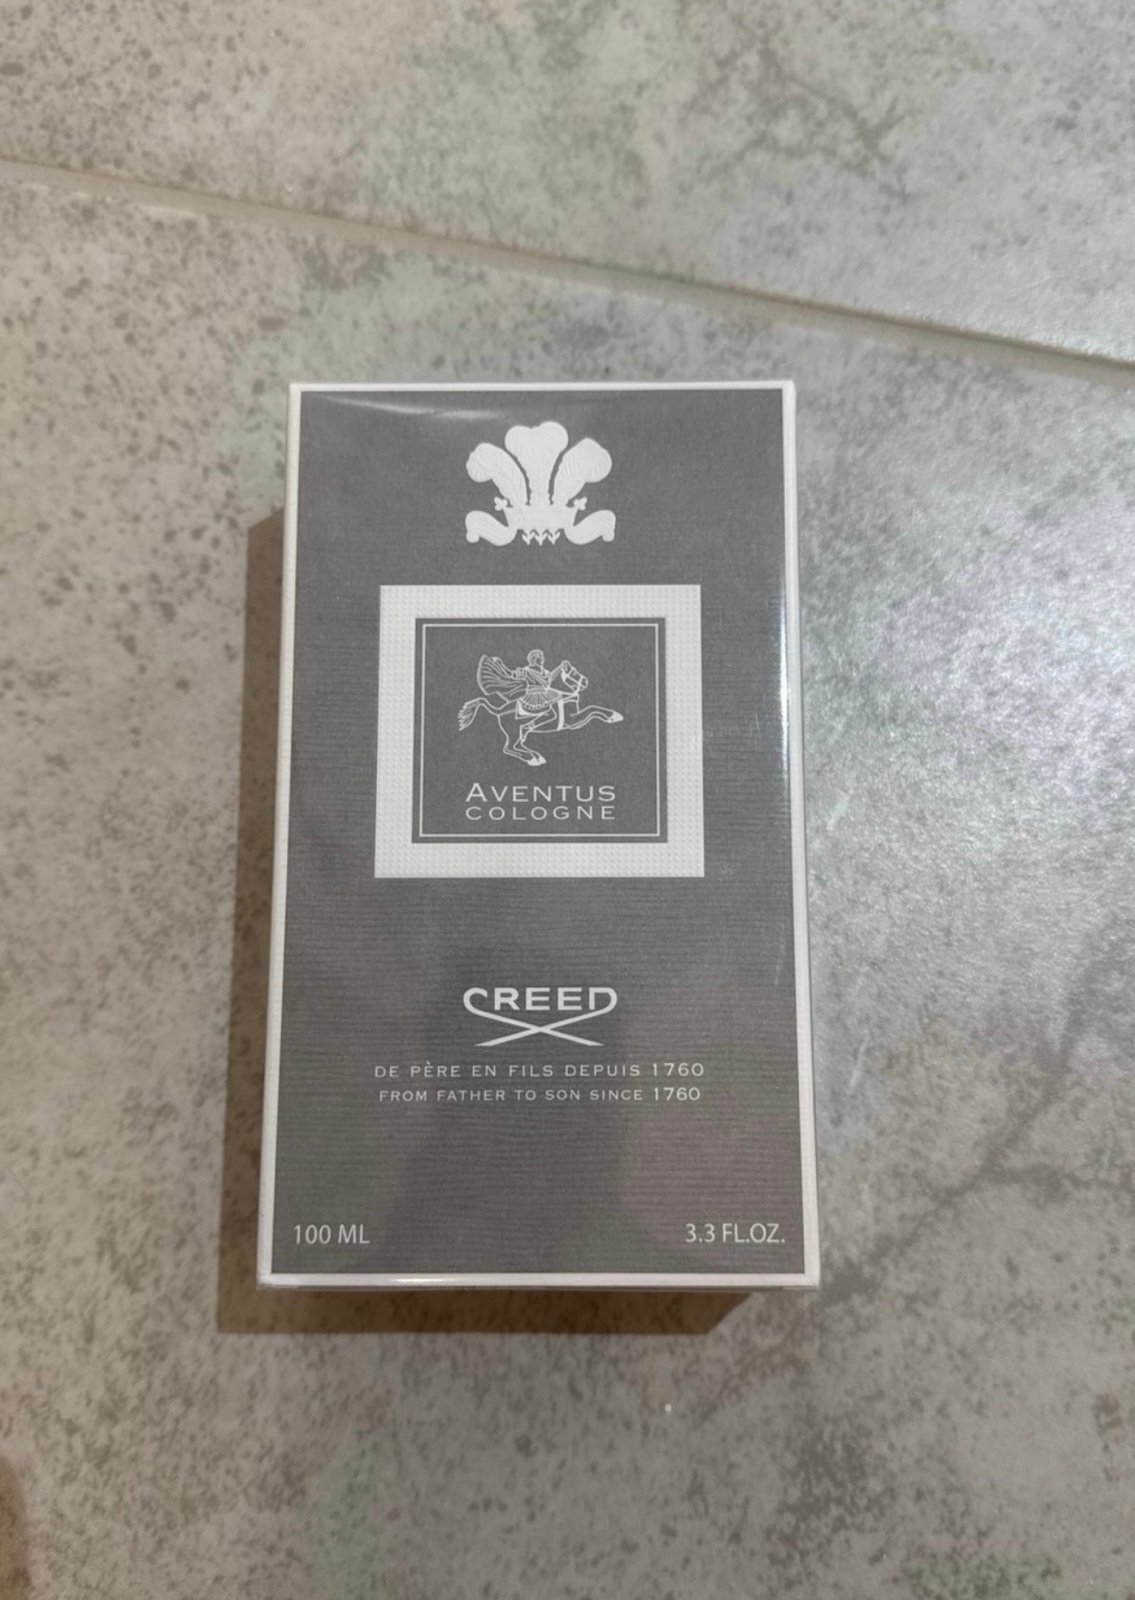 AVENTUS
COLOGNE
CREED
DE PÈRE EN FILS DEPUIS 1760
FROM FATHER TO SON SINCE 1760
100 ML
3.3 FL.OZ.